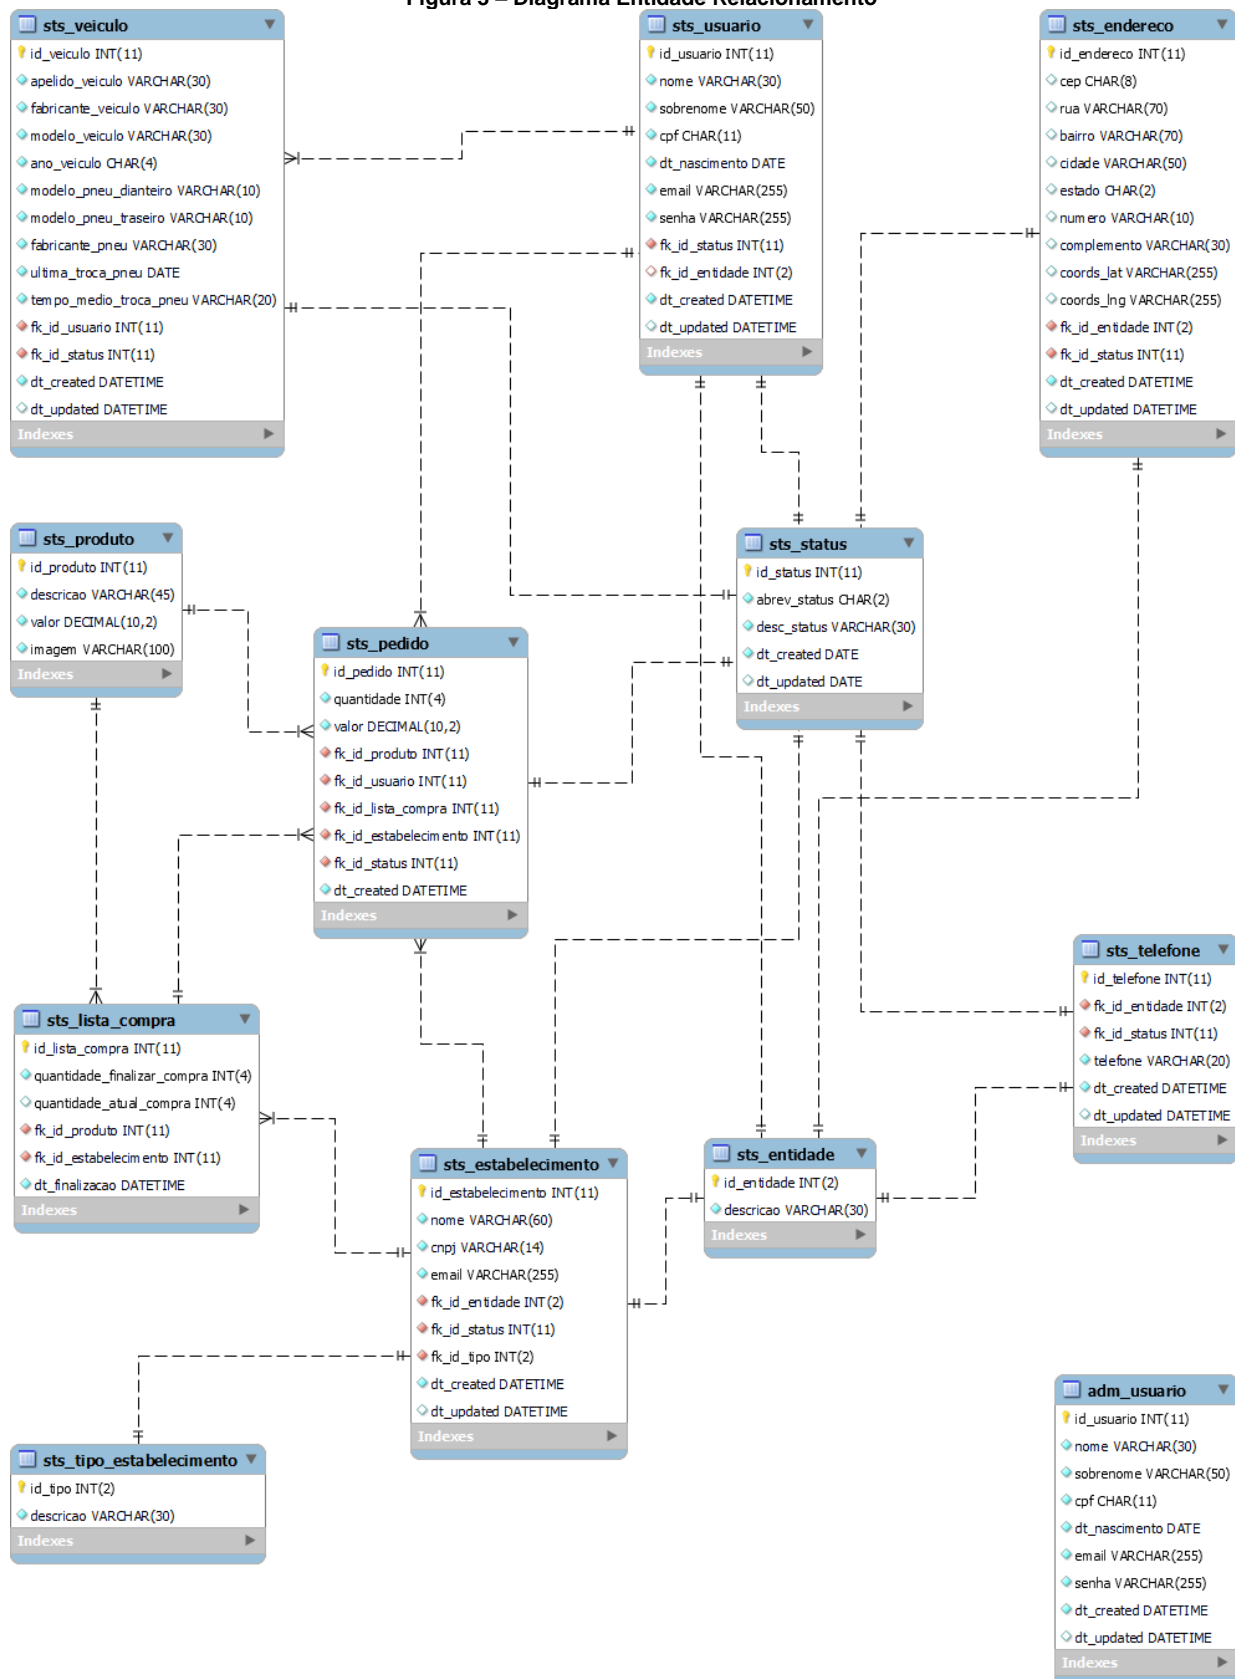 Figura 5 – Diagrama Entidade Relacionamento
sts_veiculo
id_veiculo INT(11)
apelido_veiculo VARCHAR(30)
fabricante_veiculo VARCHAR(30)
modelo_veiculo VARCHAR(30)
ano_veiculo CHAR(4)
modelo_pneu_dianteiro VARCHAR(10)
modelo_pneu_traseiro VARCHAR(10)
fabricante_pneu VARCHAR(30)
ultima_troca_pneu DATE
tempo_medio_troca_pneu VARCHAR(20)
fk_id_usuario INT(11)
fk_id_status INT(11)
dt_created DATETIME
dt_updated DATETIME
Indexes
sts_usuario
id_usuario INT(11)
nome VARCHAR(30)
sobrenome VARCHAR(50)
cpf CHAR(11)
dt_nascimento DATE
email VARCHAR(255)
senha VARCHAR(255)
fk_id_status INT(11)
fk_id_entidade INT(2)
dt_created DATETIME
dt_updated DATETIME
Indexes
sts_endereco
id_endereco INT(11)
cep CHAR(8)
rua VARCHAR(70)
bairro VARCHAR(70)
cidade VARCHAR(50)
estado CHAR(2)
numero VARCHAR(10)
complemento VARCHAR(30)
coords_lat VARCHAR(255)
coords_lng VARCHAR(255)
fk_id_entidade INT(2)
fk_id_status INT(11)
dt_created DATETIME
dt_updated DATETIME
Indexes
sts_produto
id_produto INT(11)
descricao VARCHAR(45)
valor DECIMAL(10,2)
imagem VARCHAR(100)
Indexes
sts_pedido
id_pedido INT(11)
quantidade INT(4)
valor DECIMAL(10,2)
fk_id_produto INT(11)
fk_id_usuario INT(11)
fk_id_lista_compra INT(11)
fk_id_estabelecimento INT(11)
fk_id_status INT(11)
dt_created DATETIME
Indexes
sts_status
id_status INT(11)
abrev_status CHAR(2)
desc_status VARCHAR(30)
dt_created DATE
dt_updated DATE
Indexes
sts_lista_compra
id_lista_compra INT(11)
quantidade_finalizar_compra INT(4)
quantidade_atual_compra INT(4)
fk_id_produto INT(11)
fk_id_estabelecimento INT(11)
dt_finalizacao DATETIME
Indexes
sts_telefone
id_telefone INT(11)
fk_id_entidade INT(2)
fk_id_status INT(11)
telefone VARCHAR(20)
dt_created DATETIME
dt_updated DATETIME
Indexes
sts_estabelecimento
id_estabelecimento INT(11)
nome VARCHAR(60)
cnpj VARCHAR(14)
email VARCHAR(255)
fk_id_entidade INT(2)
fk_id_status INT(11)
fk_id_tipo INT(2)
dt_created DATETIME
dt_updated DATETIME
Indexes
sts_entidade
id_entidade INT(2)
descricao VARCHAR(30)
Indexes
sts_tipo_estabelecimento
id_tipo INT(2)
descricao VARCHAR(30)
Indexes
adm_usuario
id_usuario INT(11)
nome VARCHAR(30)
sobrenome VARCHAR(50)
cpf CHAR(11)
dt_nascimento DATE
email VARCHAR(255)
senha VARCHAR(255)
dt_created DATETIME
dt_updated DATETIME
Indexes